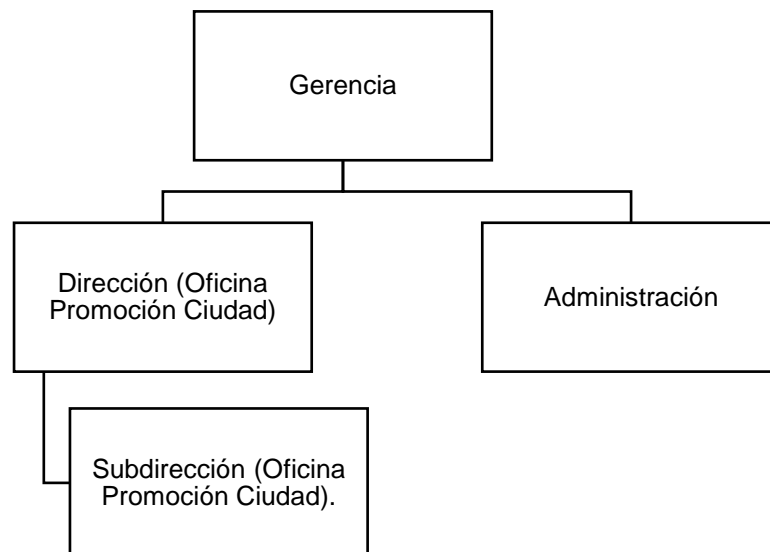 Gerencia
Dirección (Oficina
Promoción Ciudad)
Administración
Subdirección (Oficina
Promoción Ciudad).